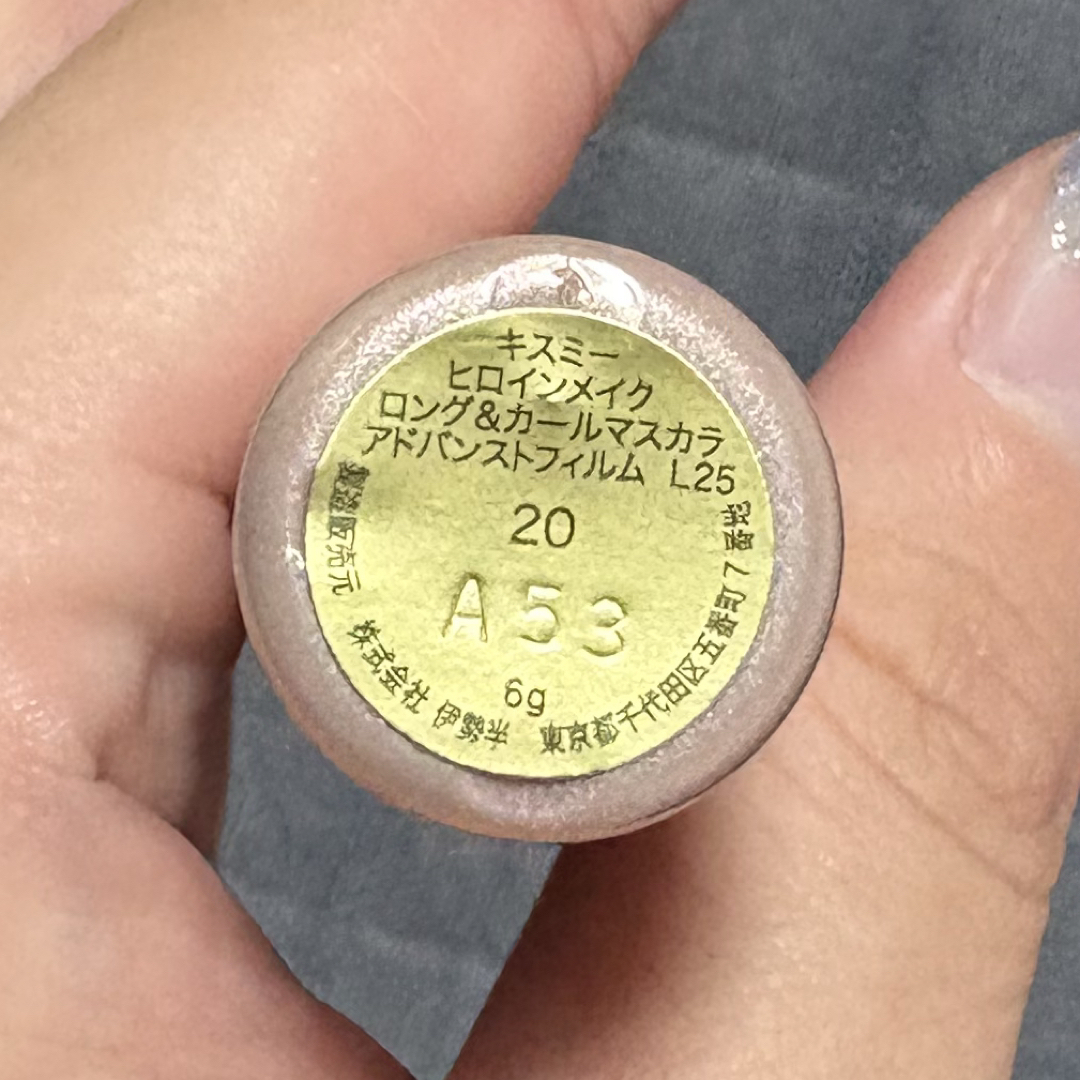 キスミー
ヒロインメイク
ロング&カールマスカラ
アドバンストフィルム L25
20
A53
6g
製造販売元 株式会社 伊勢半 東京都千代田区五番町7番地